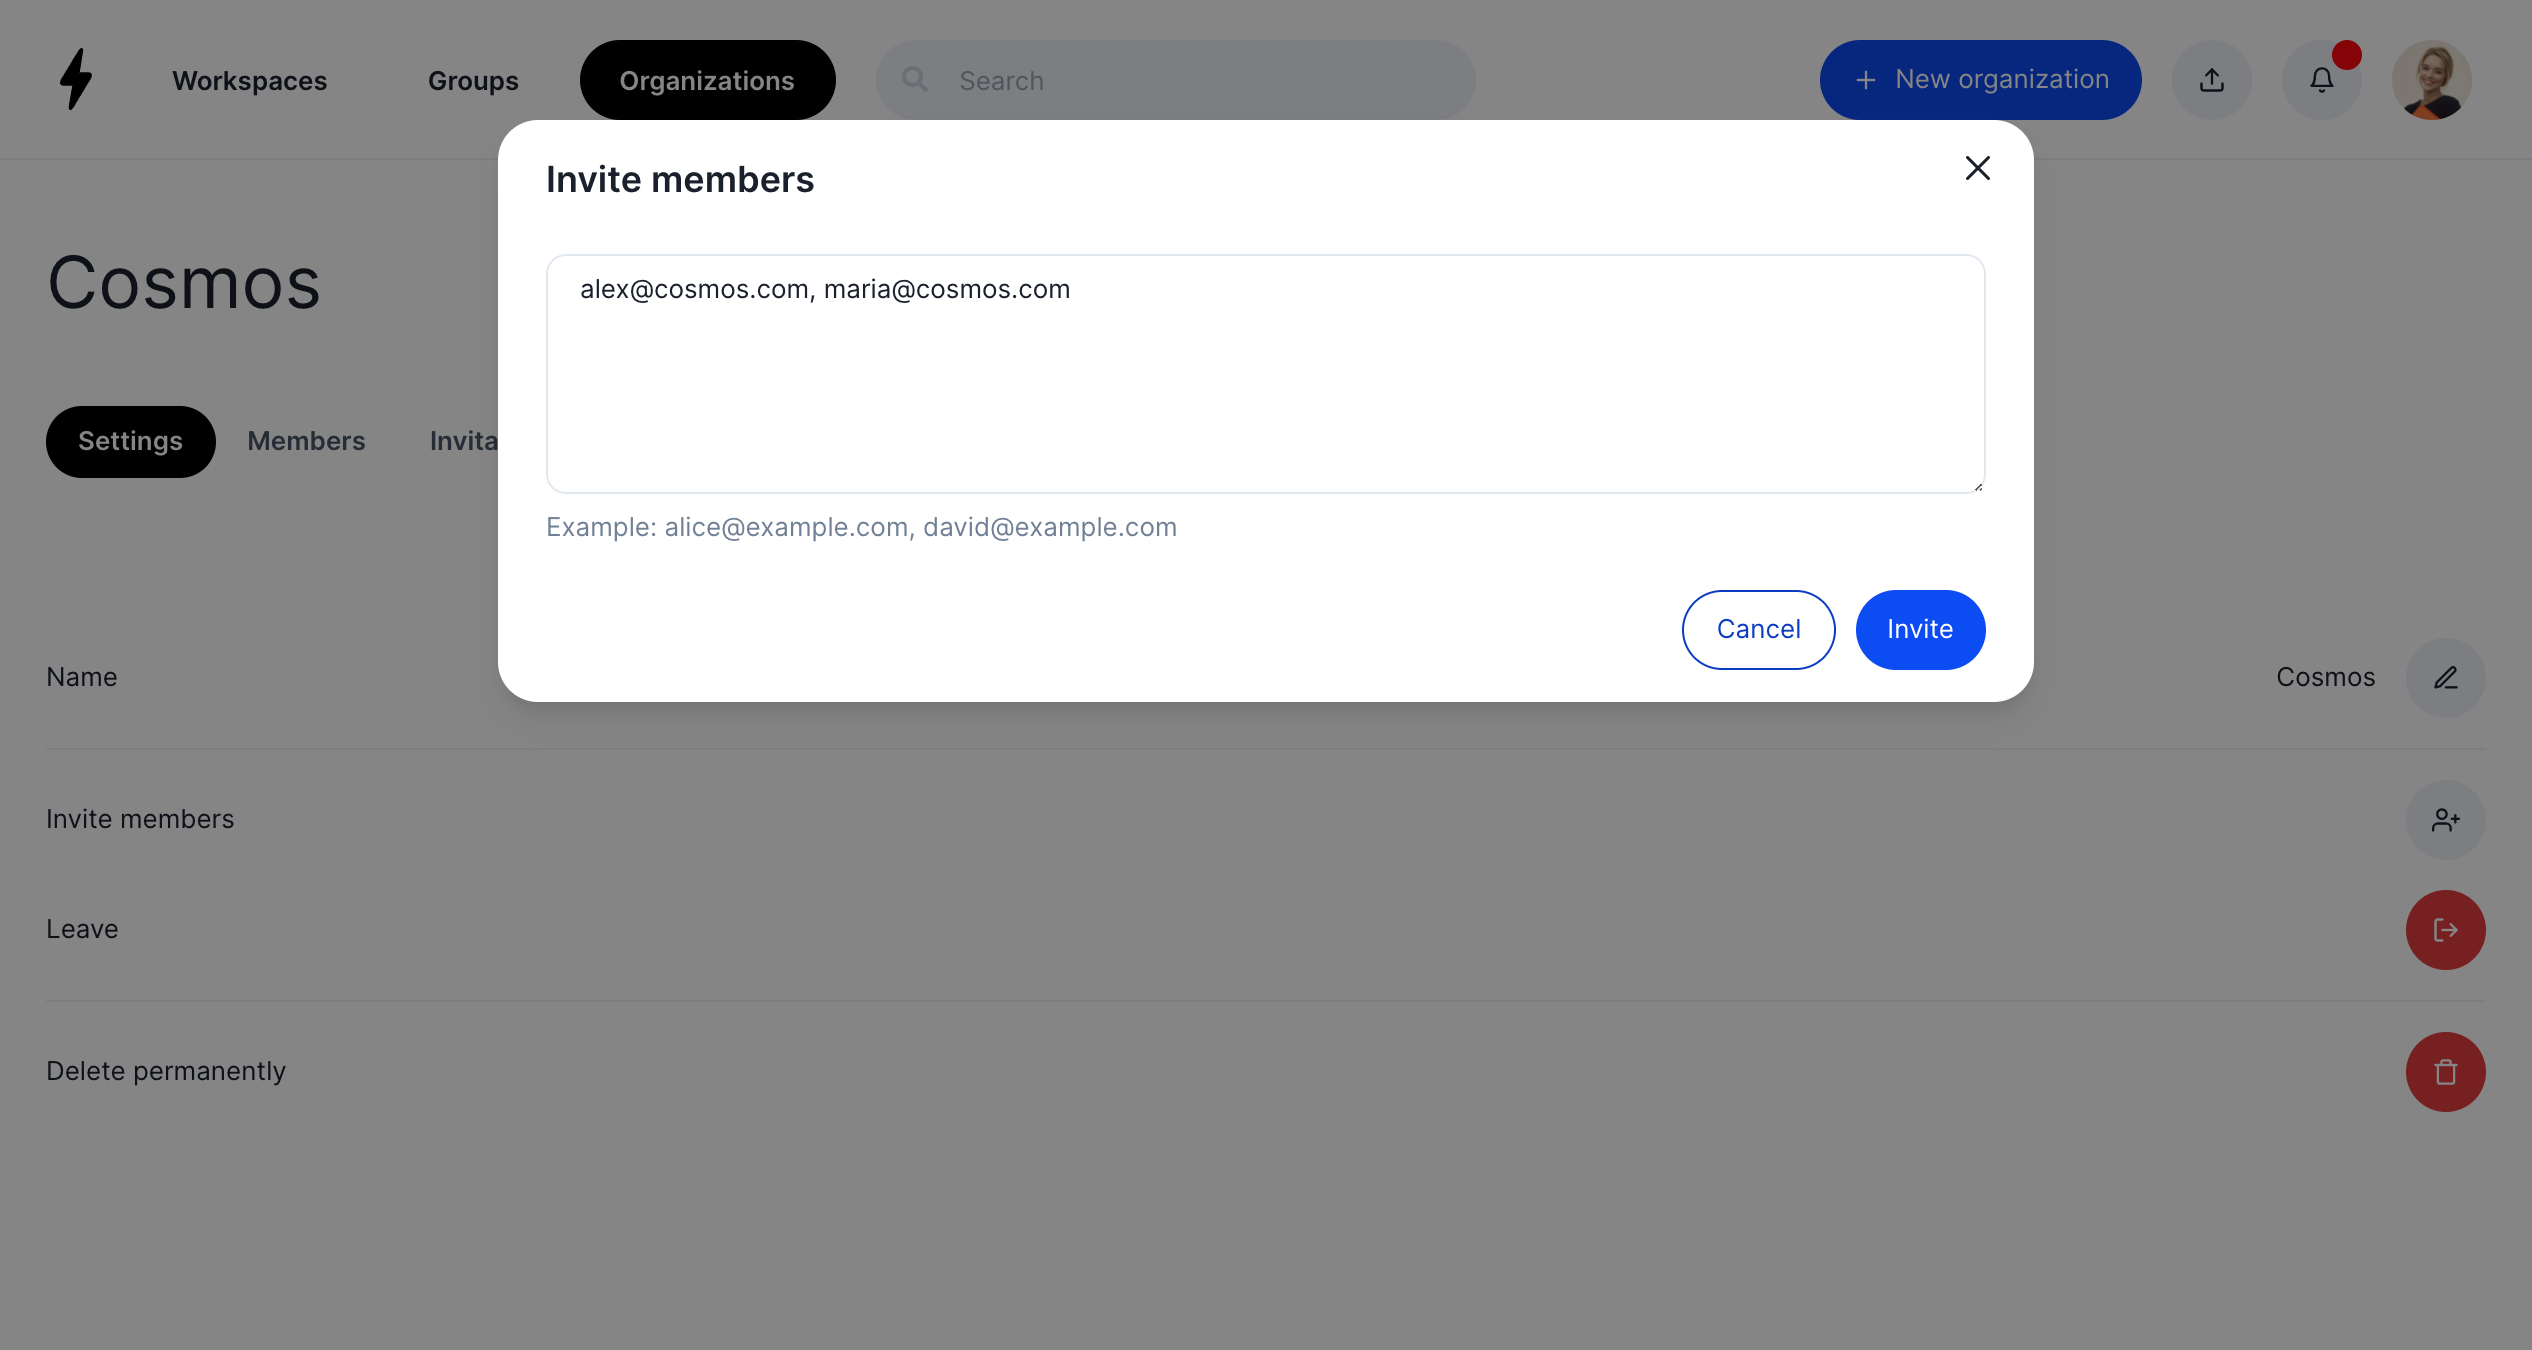 Workspaces
Groups
Organizations
Search
New organization
Invite members
alex@cosmos.com, maria@cosmos.com
Example: alice@example.com, david@example.com
Cancel
Invite
Cosmos
Settings
Members
Invita
Name
Cosmos
Invite members
Leave
Delete permanently